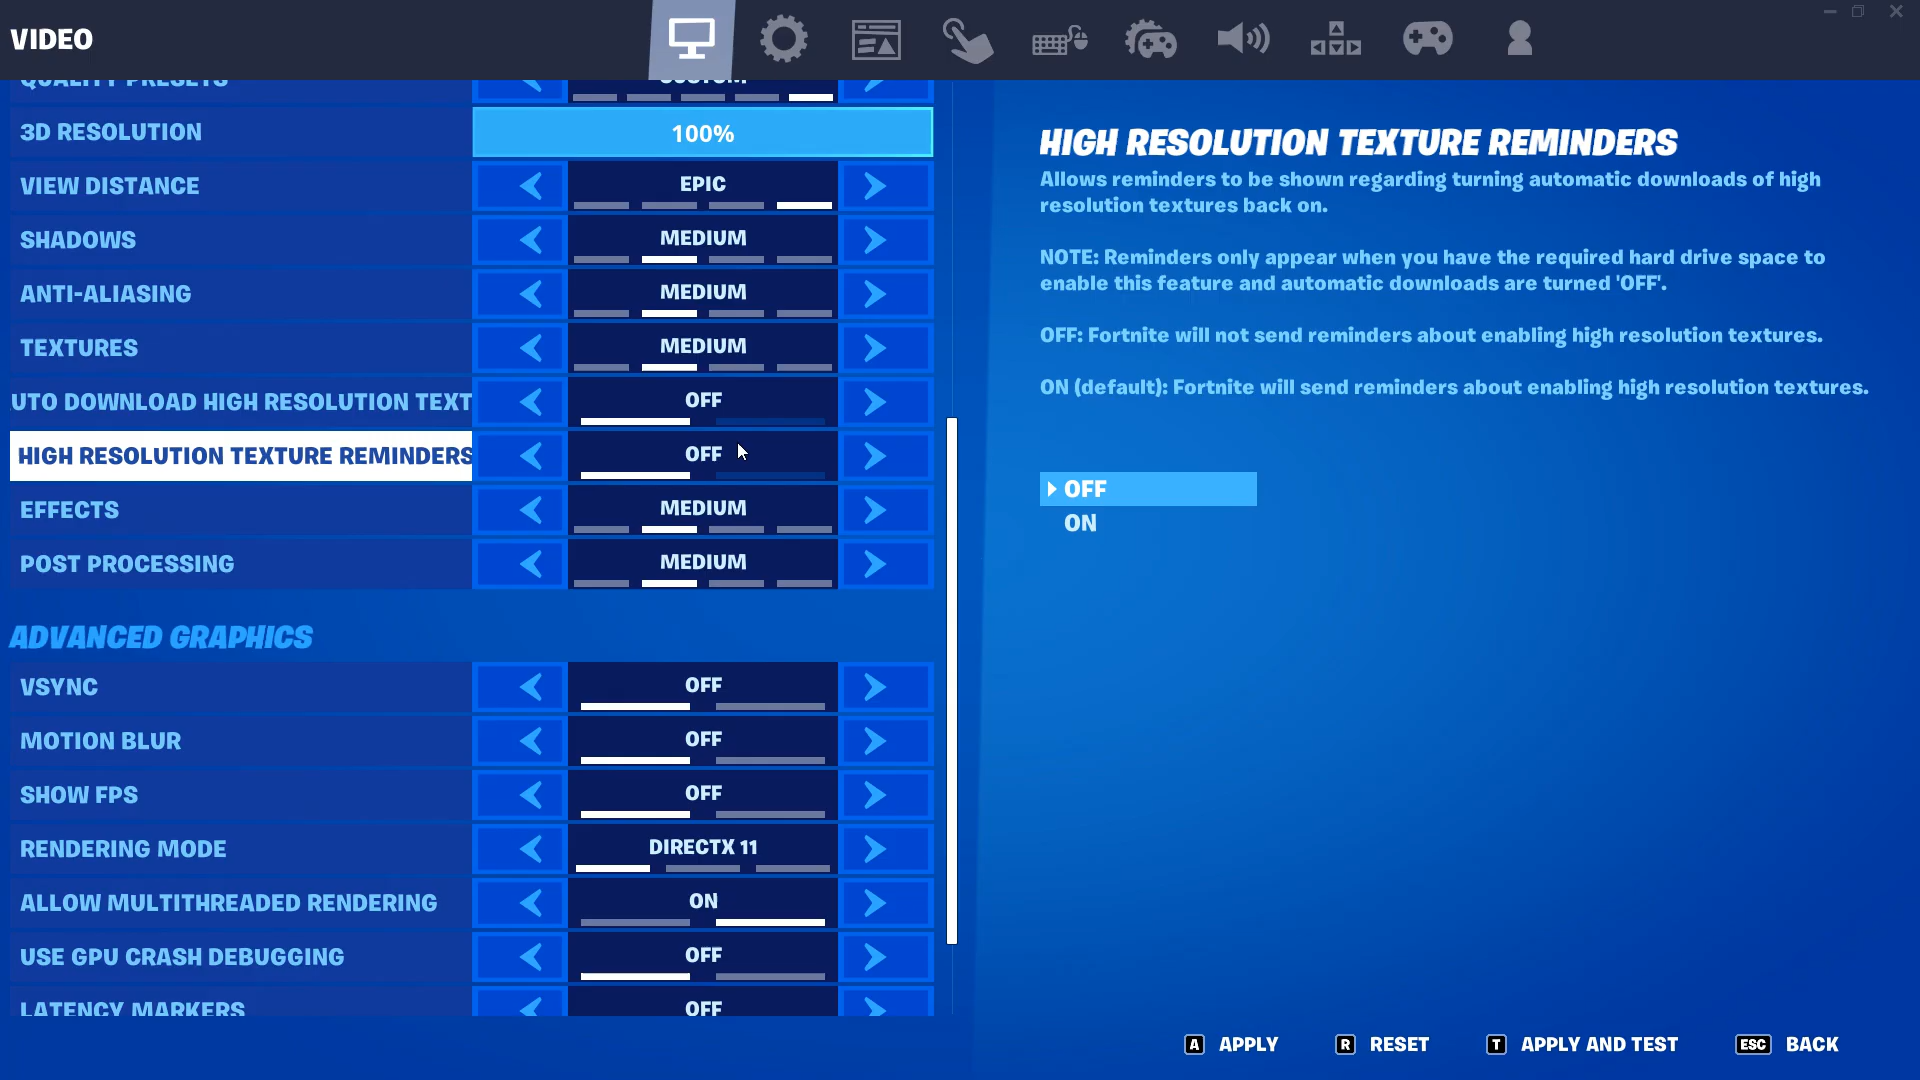 VIDEO
QUALITY PRESETS
CUSTOM
3D RESOLUTION
100%
VIEW DISTANCE
EPIC
SHADOWS
MEDIUM
ANTI-ALIASING
MEDIUM
TEXTURES
MEDIUM
UTO DOWNLOAD HIGH RESOLUTION TEXT
OFF
HIGH RESOLUTION TEXTURE REMINDERS
OFF
EFFECTS
MEDIUM
POST PROCESSING
MEDIUM
ADVANCED GRAPHICS
VSYNC
OFF
MOTION BLUR
OFF
SHOW FPS
OFF
RENDERING MODE
DIRECTX 11
ALLOW MULTITHREADED RENDERING
ON
USE GPU CRASH DEBUGGING
OFF
LATENCY MARKERS
OFF
HIGH RESOLUTION TEXTURE REMINDERS
Allows reminders to be shown regarding turning automatic downloads of high
resolution textures back on.
NOTE: Reminders only appear when you have the required hard drive space to
enable this feature and automatic downloads are turned 'OFF'.
OFF: Fortnite will not send reminders about enabling high resolution textures.
ON (default): Fortnite will send reminders about enabling high resolution textures.
OFF
ON
A APPLY
R RESET
T APPLY AND TEST
ESC BACK